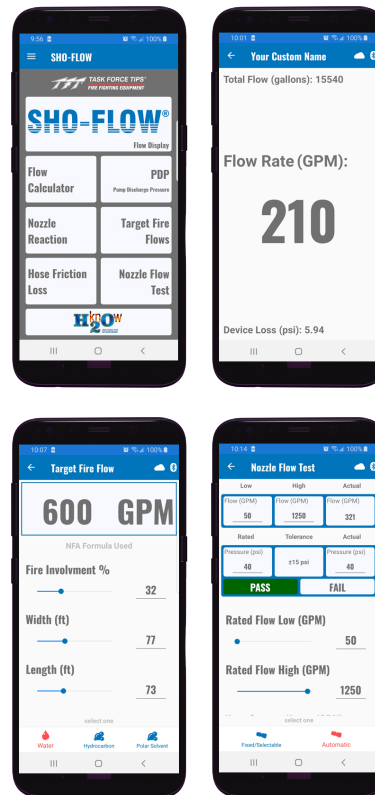 9:56 100%
SHO-FLOW
TASK FORCE TIPS®
FIRE FIGHTING EQUIPMENT
SHO-FLOW®
Flow Display
Flow
Calculator
PDP
Pump Discharge Pressure
Nozzle
Reaction
Target Fire
Flows
Hose Friction
Loss
Nozzle Flow
Test
H2O know
10:01 100%
Your Custom Name
Total Flow (gallons): 15540
Flow Rate (GPM):
210
Device Loss (psi): 5.94
10:07 100%
Target Fire Flow
600 GPM
NFA Formula Used
Fire Involvment %
32
Width (ft)
77
Length (ft)
73
select one
Water Hydrocarbon Polar Solvent
10:14 100%
Nozzle Flow Test
Low High Actual
Flow (GPM) Flow (GPM) Flow (GPM)
50 1250 321
Rated Tolerance Actual
Pressure (psi) ±15 psi Pressure (psi)
40 40
PASS FAIL
Rated Flow Low (GPM)
50
Rated Flow High (GPM)
1250
select one
Fixed/Selectable Automatic